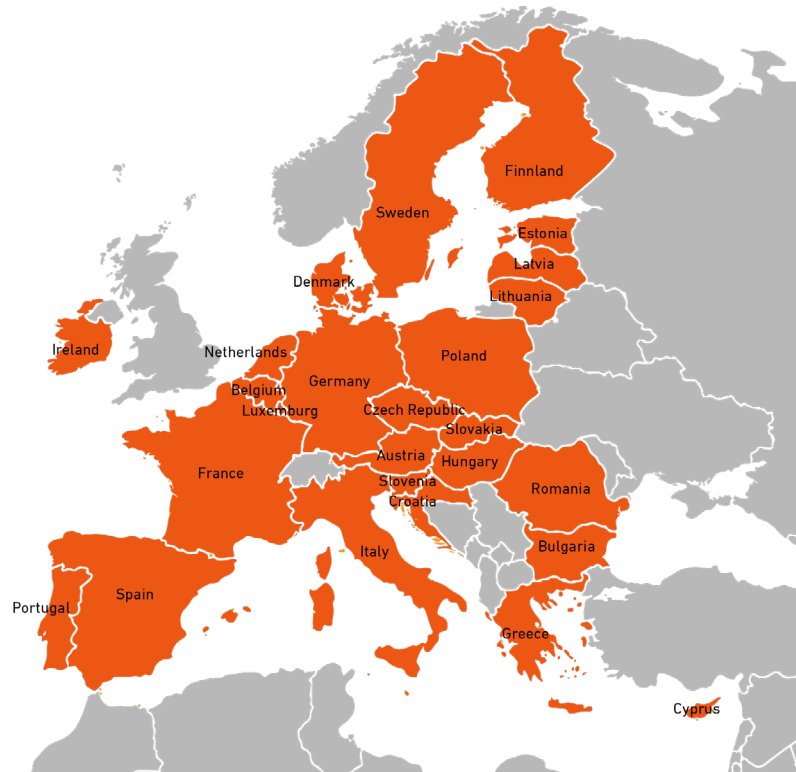 Finnland
Sweden
Estonia
Latvia
Denmark
Lithuania
Ireland
Netherlands
Poland
Germany
Belgium
Luxemburg
Czech Republic
Slovakia
Austria
Hungary
France
Slovenia
Romania
Croatia
Bulgaria
Italy
Spain
Portugal
Greece
Cyprus